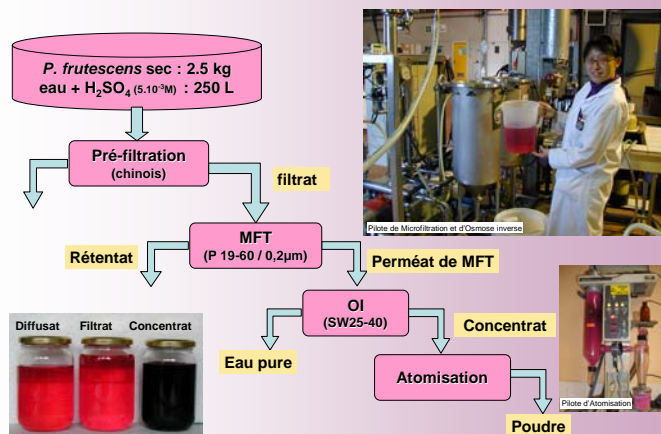 P. frutescens sec : 2.5 kg
eau + H₂SO₄ (5.10⁻³M) : 250 L
Pré-filtration
(chinois)
filtrat
MFT
(P 19-60 / 0,2µm)
Rétentat
Perméat de MFT
OI
(SW25-40)
Eau pure
Concentrat
Atomisation
Poudre
Pilote de Microfiltration et d'Osmose inverse
Diffusat Filtrat Concentrat
Pilote d'Atomisation